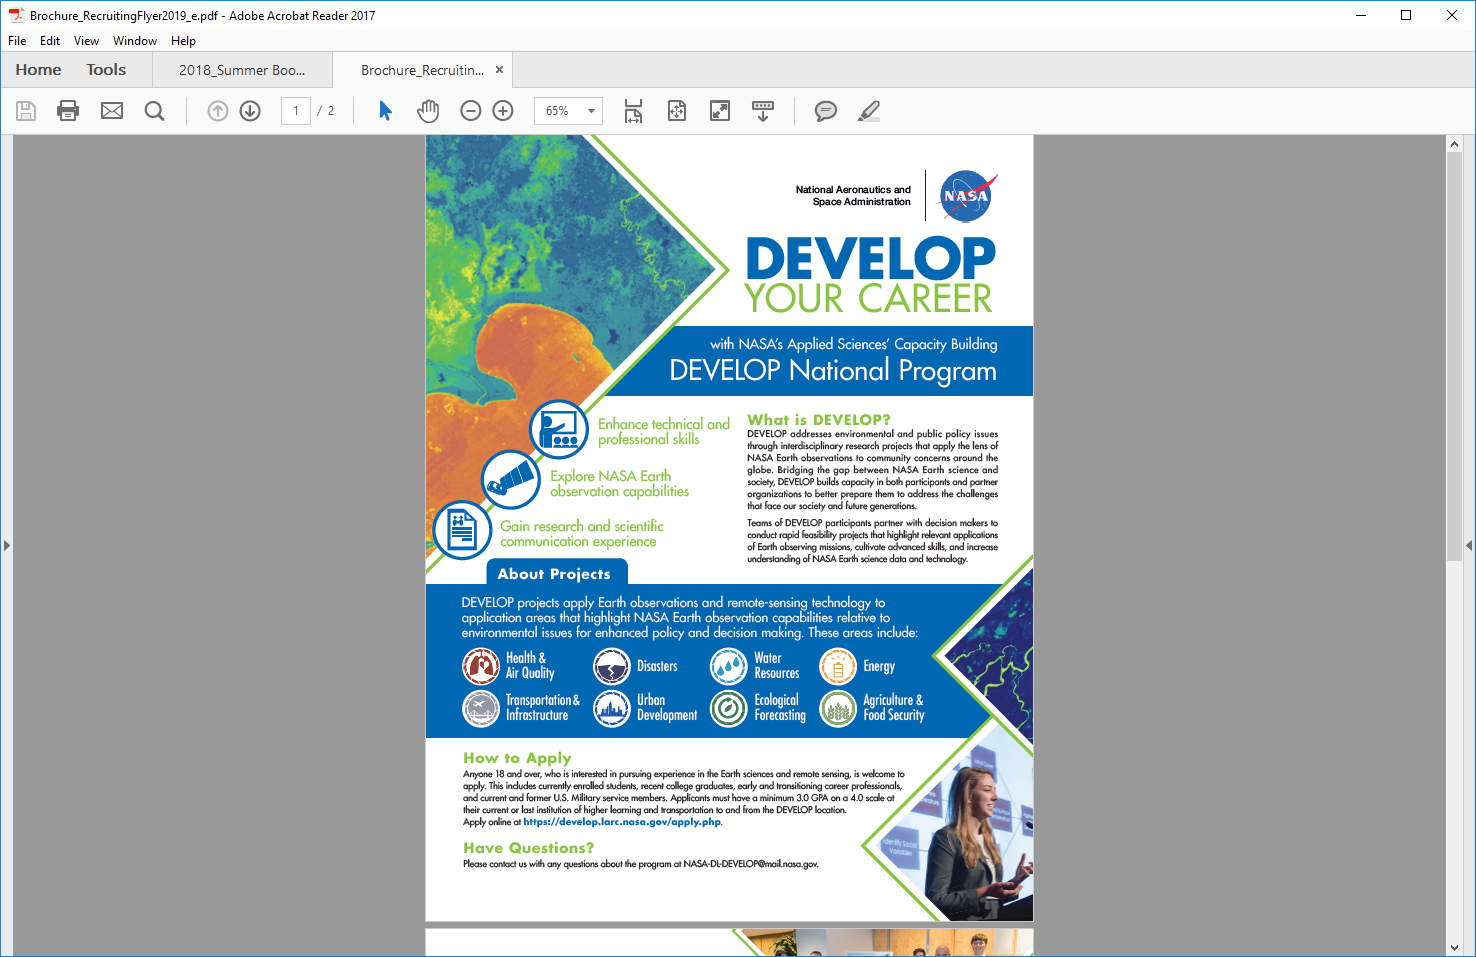 Brochure_RecruitingFlyer2019_e.pdf - Adobe Acrobat Reader 2017
File Edit View Window Help
Home Tools 2018_Summer Boo... Brochure_Recruitin...
1 / 2 65%
National Aeronautics and
Space Administration
NASA
DEVELOP
YOUR CAREER
with NASA's Applied Sciences' Capacity Building
DEVELOP National Program
Enhance technical and
professional skills
Explore NASA Earth
observation capabilities
Gain research and scientific
communication experience
What is DEVELOP?
DEVELOP addresses environmental and public policy issues
through interdisciplinary research projects that apply the lens of
NASA Earth observations to community concerns around the
globe. Bridging the gap between NASA Earth science and
society, DEVELOP builds capacity in both participants and partner
organizations to better prepare them to address the challenges
that face our society and future generations.
Teams of DEVELOP participants partner with decision makers to
conduct rapid feasibility projects that highlight relevant applications
of Earth observing missions, cultivate advanced skills, and increase
understanding of NASA Earth science data and technology.
About Projects
DEVELOP projects apply Earth observations and remote-sensing technology to
application areas that highlight NASA Earth observation capabilities relative to
environmental issues for enhanced policy and decision making. These areas include:
Health &
Air Quality
Disasters
Water
Resources
Energy
Transportation &
Infrastructure
Urban
Development
Ecological
Forecasting
Agriculture &
Food Security
How to Apply
Anyone 18 and over, who is interested in pursuing experience in the Earth sciences and remote sensing, is welcome to
apply. This includes currently enrolled students, recent college graduates, early and transitioning career professionals,
and current and former U.S. Military service members. Applicants must have a minimum 3.0 GPA on a 4.0 scale at
their current or last institution of higher learning and transportation to and from the DEVELOP location.
Apply online at https://develop.larc.nasa.gov/apply.php.
Have Questions?
Please contact us with any questions about the program at NASA-DL-DEVELOP@mail.nasa.gov.
Identify Social
Variables